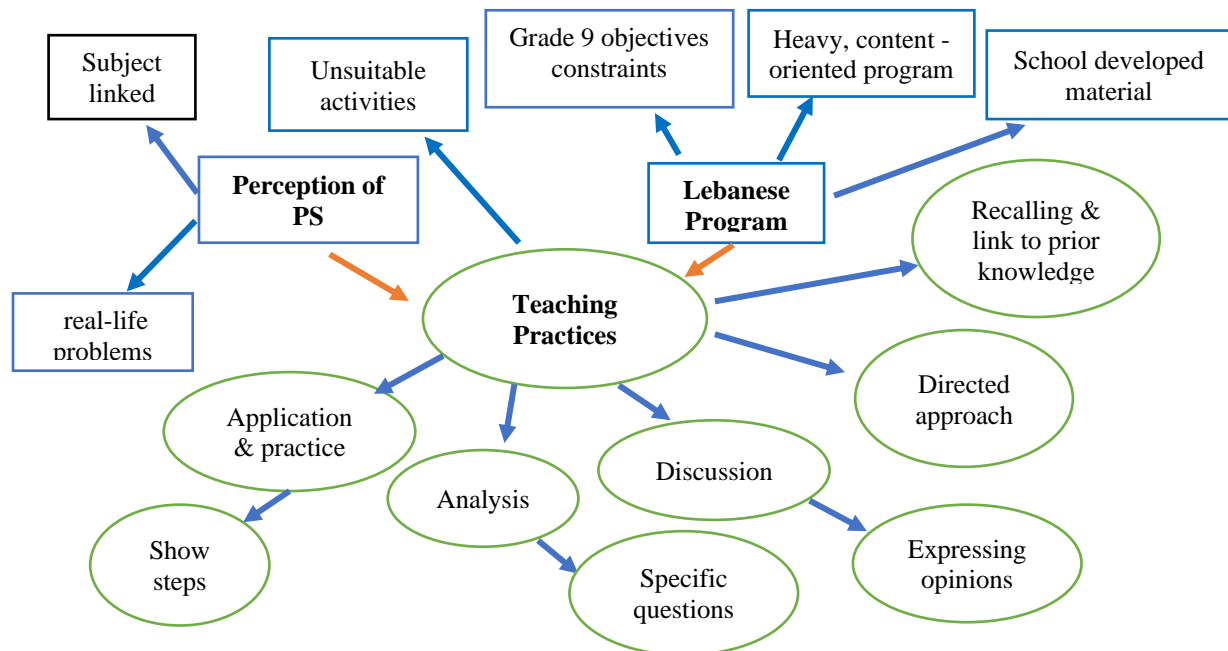 Subject
linked
Unsuitable
activities
Grade 9 objectives
constraints
Heavy, content -
oriented program
School developed
material
Perception of
PS
Lebanese
Program
Recalling &
link to prior
knowledge
real-life
problems
Teaching
Practices
Directed
approach
Application
& practice
Analysis
Discussion
Show
steps
Specific
questions
Expressing
opinions